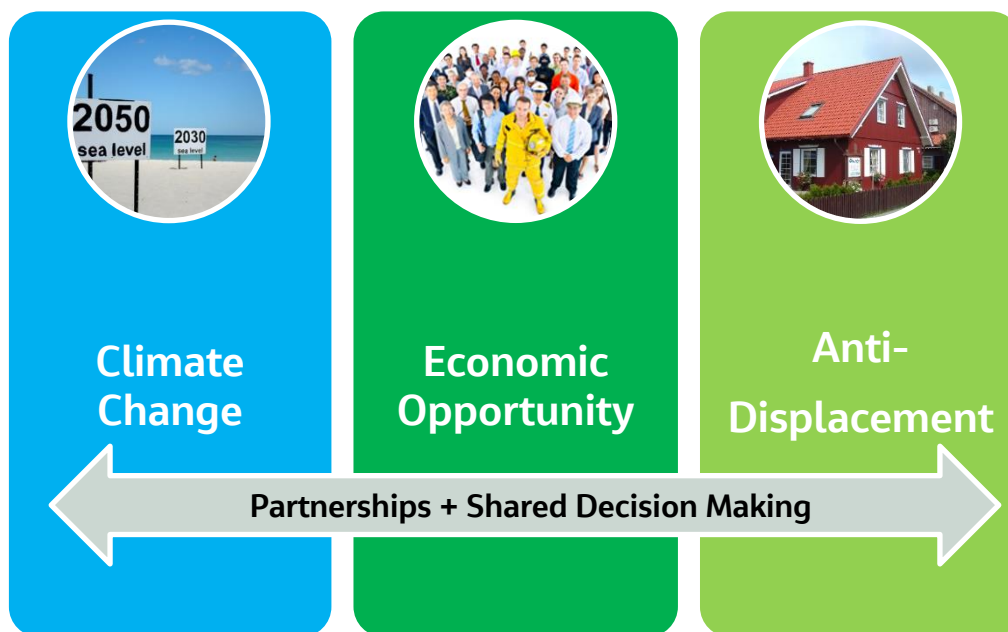 2050
sea level
2030
sea level
Climate
Change
Economic
Opportunity
Anti-
Displacement
Partnerships + Shared Decision Making